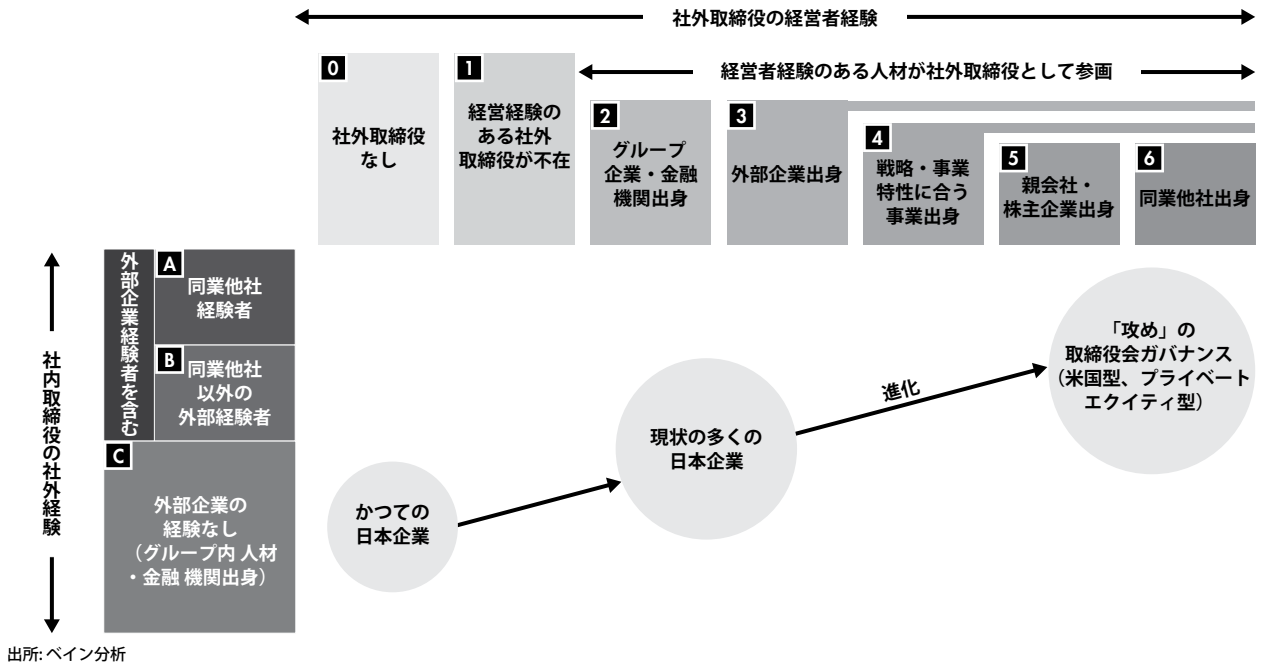 社外取締役の経営者経験
経営者経験のある人材が社外取締役として参画
0
社外取締役
なし
1
経営経験の
ある社外
取締役が不在
2
グループ
企業・金融
機関出身
3
外部企業出身
4
戦略・事業
特性に合う
事業出身
5
親会社・
株主企業出身
6
同業他社出身
社内取締役の社外経験
外部企業経験者を含む
A
同業他社
経験者
B
同業他社
以外の
外部経験者
C
外部企業の
経験なし
（グループ内 人材
・金融 機関出身）
かつての
日本企業
現状の多くの
日本企業
進化
「攻め」の
取締役会ガバナンス
（米国型、プライベート
エクイティ型）
出所: ベイン分析